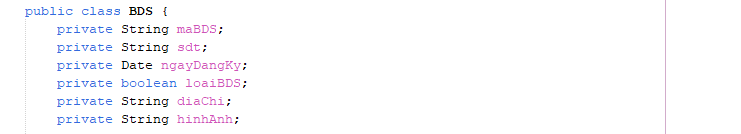 public class BDS {
private String maBDS;
private String sdt;
private Date ngayDangKy;
private boolean loaiBDS;
private String diaChi;
private String hinhAnh;